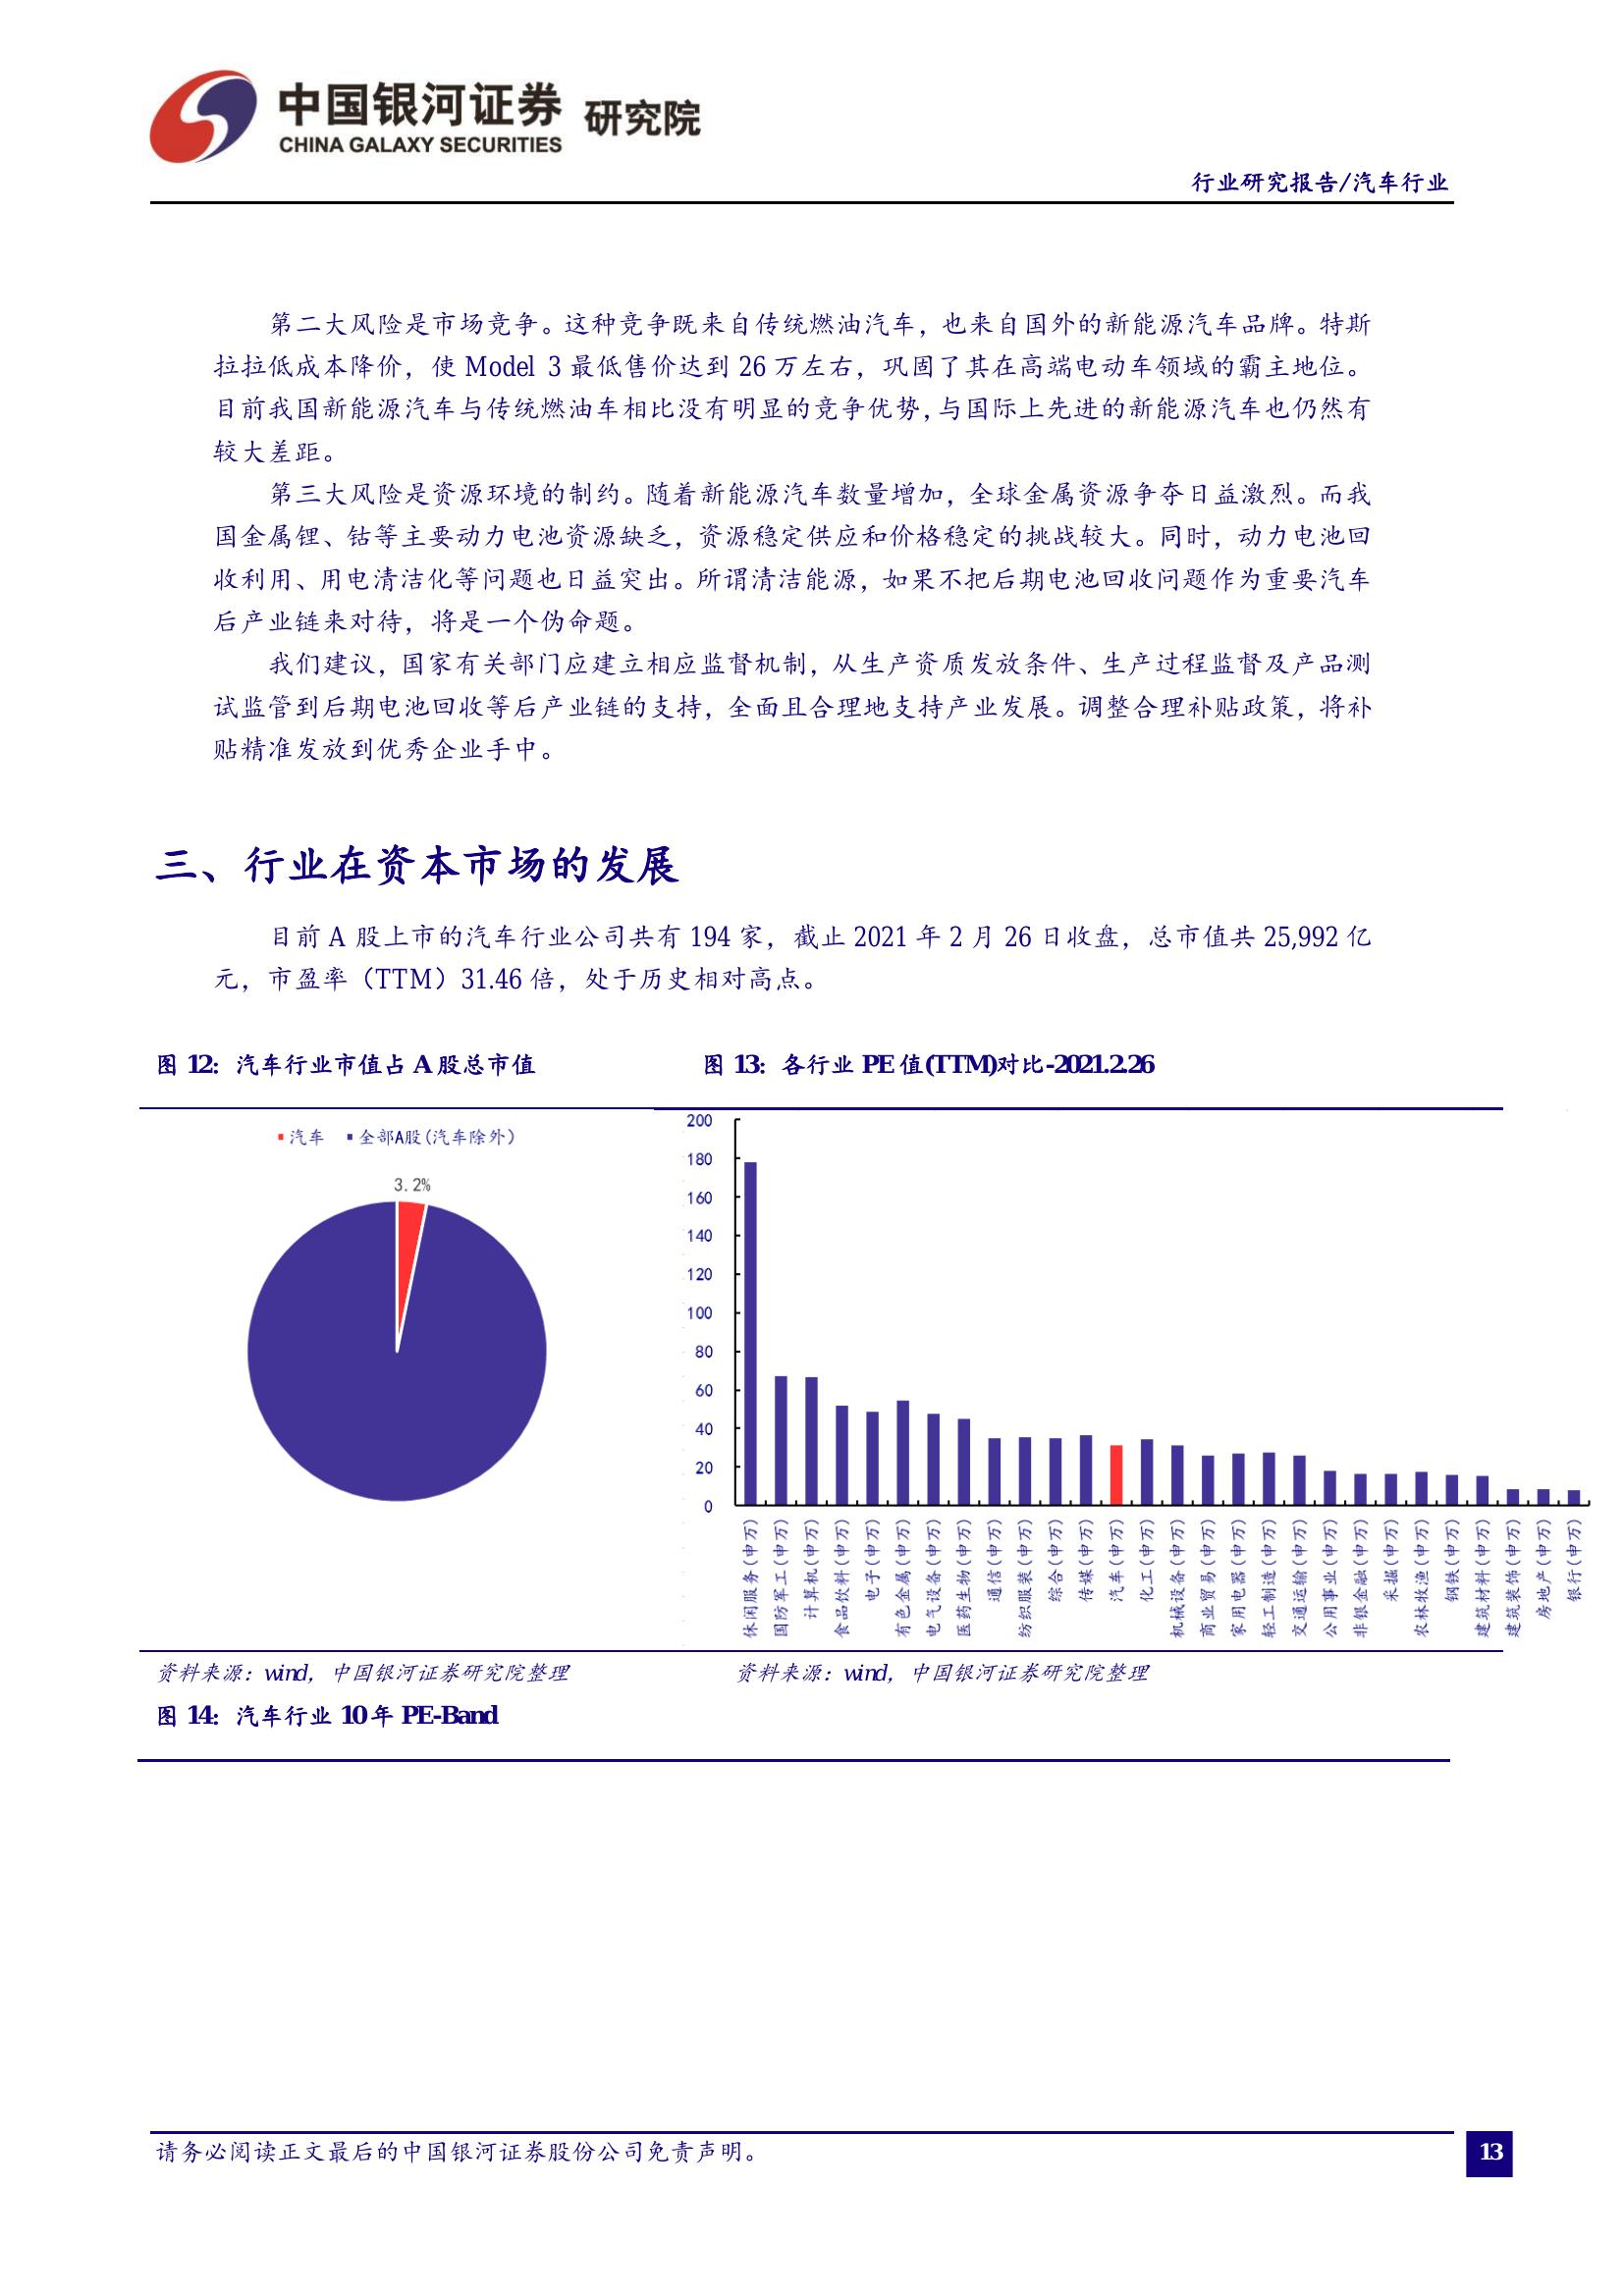 中国银河证券 研究院
CHINA GALAXY SECURITIES
行业研究报告/汽车行业
第二大风险是市场竞争。这种竞争既来自传统燃油汽车，也来自国外的新能源汽车品牌。特斯
拉拉低成本降价，使 Model 3 最低售价达到 26 万左右，巩固了其在高端电动车领域的霸主地位。
目前我国新能源汽车与传统燃油车相比没有明显的竞争优势，与国际上先进的新能源汽车也仍然有
较大差距。
第三大风险是资源环境的制约。随着新能源汽车数量增加，全球金属资源争夺日益激烈。而我
国金属锂、钴等主要动力电池资源缺乏，资源稳定供应和价格稳定的挑战较大。同时，动力电池回
收利用、用电清洁化等问题也日益突出。所谓清洁能源，如果不把后期电池回收问题作为重要汽车
后产业链来对待，将是一个伪命题。
我们建议，国家有关部门应建立相应监督机制，从生产资质发放条件、生产过程监督及产品测
试监管到后期电池回收等后产业链的支持，全面且合理地支持产业发展。调整合理补贴政策，将补
贴精准发放到优秀企业手中。
三、行业在资本市场的发展
目前 A 股上市的汽车行业公司共有 194 家，截止 2021 年 2 月 26 日收盘，总市值共 25,992 亿
元，市盈率（TTM）31.46 倍，处于历史相对高点。
图 12：汽车行业市值占 A 股总市值
汽车 全部A股(汽车除外)
3.2%
资料来源：wind，中国银河证券研究院整理
图 13：各行业 PE 值(TTM)对比-2021.2.26
200
180
160
140
120
100
80
60
40
20
0
休闲服务(申万)
国防军工(申万)
计算机(申万)
食品饮料(申万)
电子(申万)
有色金属(申万)
电气设备(申万)
医药生物(申万)
通信(申万)
纺织服装(申万)
综合(申万)
传媒(申万)
汽车(申万)
化工(申万)
机械设备(申万)
商业贸易(申万)
家用电器(申万)
轻工制造(申万)
交通运输(申万)
公用事业(申万)
非银金融(申万)
采掘(申万)
农林牧渔(申万)
钢铁(申万)
建筑材料(申万)
建筑装饰(申万)
房地产(申万)
银行(申万)
资料来源：wind，中国银河证券研究院整理
图 14：汽车行业 10 年 PE-Band
请务必阅读正文最后的中国银河证券股份公司免责声明。
13